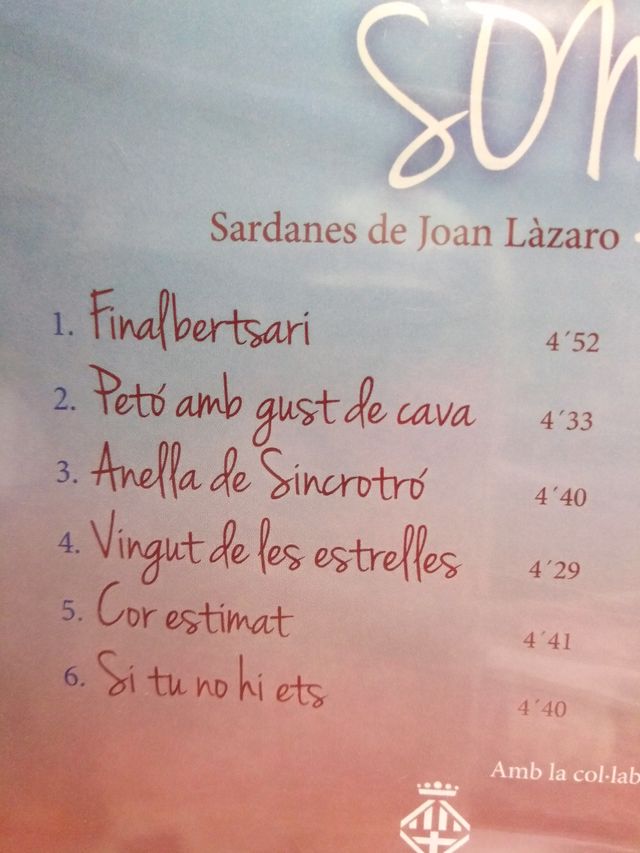 Sardanes de Joan Làzaro
1. Finalbertsari 4´52
2. Petó amb gust de cava 4´33
3. Anella de Sincrotró 4´40
4. Vingut de les estrelles 4´29
5. Cor estimat 4´41
6. Si tu no hi ets 4´40
Amb la